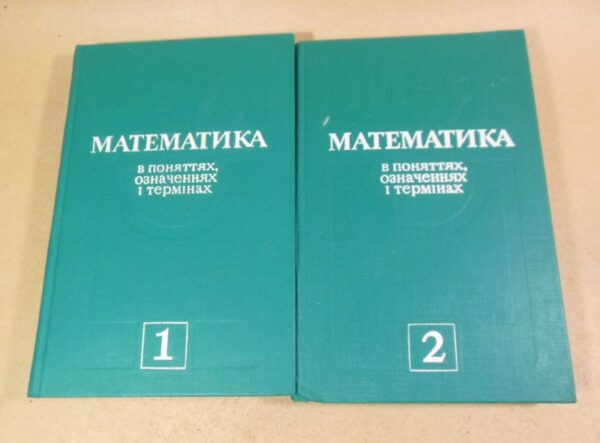 МАТЕМАТИКА
в поняттях,
означеннях
і термінах
1
МАТЕМАТИКА
в поняттях,
означеннях
і термінах
2